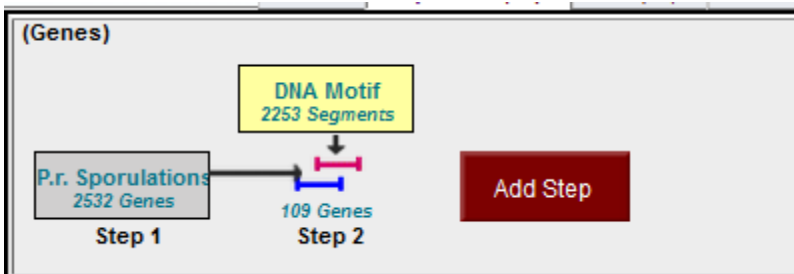 (Genes)
DNA Motif
2253 Segments
P.r. Sporulations
2532 Genes
109 Genes
Step 1
Step 2
Add Step